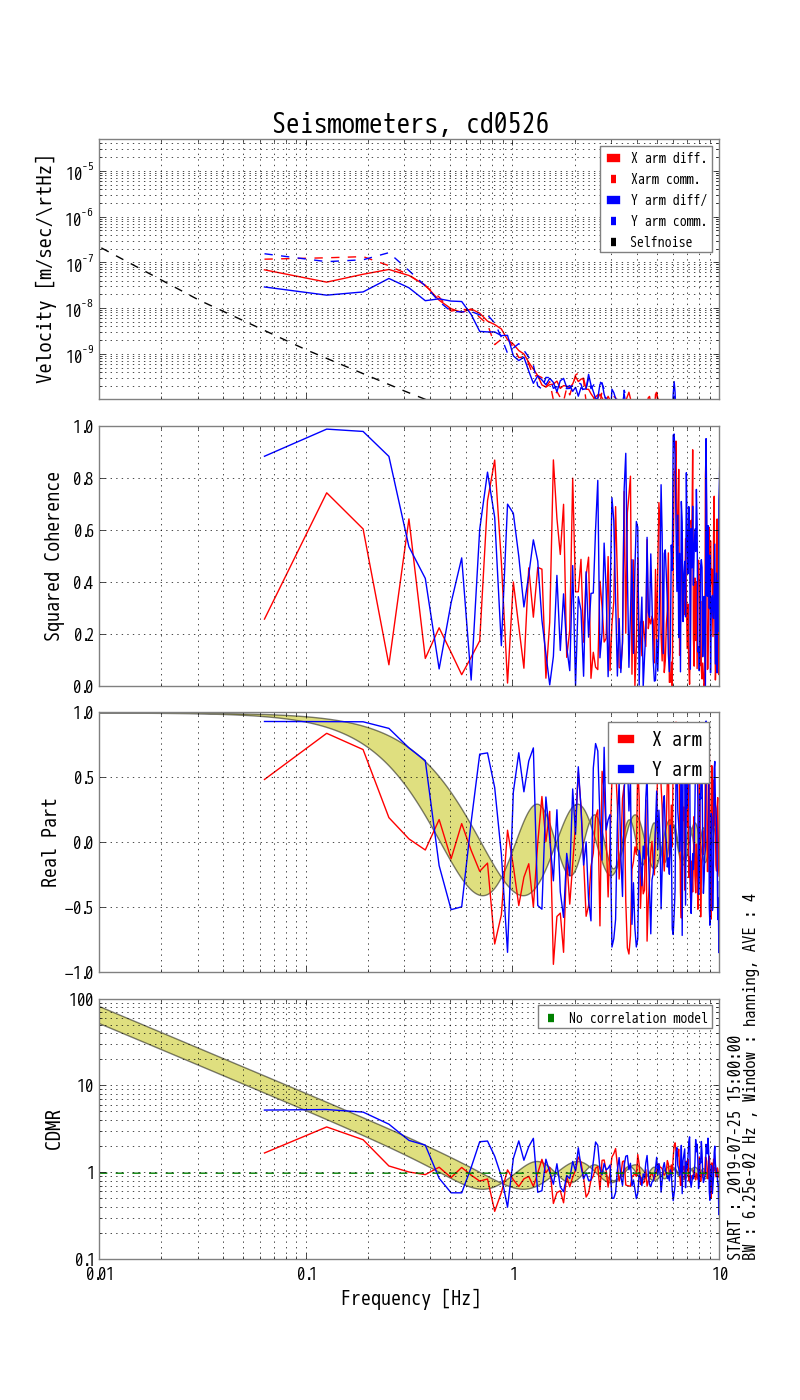 Seismometers, cd0526
Velocity [m/sec/\rtHz]
10^-5
10^-6
10^-7
10^-8
10^-9
X arm diff.
Xarm comm.
Y arm diff/
Y arm comm.
Selfnoise
Squared Coherence
1.0
0.8
0.6
0.4
0.2
0.0
Real Part
1.0
0.5
0.0
−0.5
−1.0
X arm
Y arm
CDMR
100
10
1
0.1
No correlation model
0.01
0.1
1
10
Frequency [Hz]
START : 2019-07-25 15:00:00
BW : 6.25e-02 Hz , Window : hanning, AVE : 4